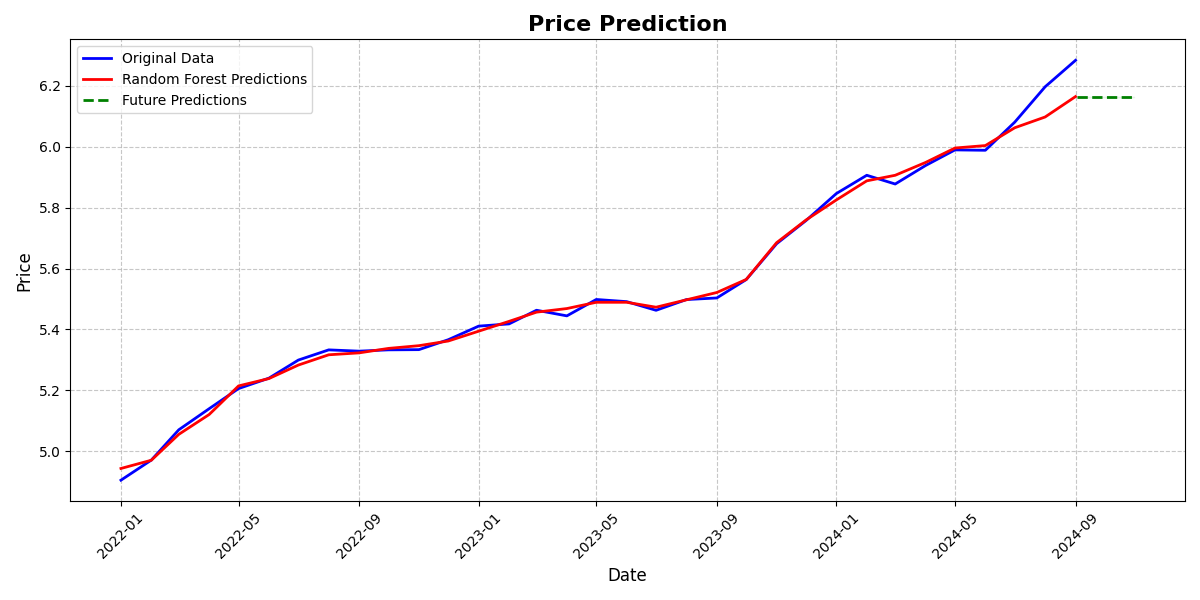 Price Prediction
Original Data
Random Forest Predictions
Future Predictions
Price
6.2
6.0
5.8
5.6
5.4
5.2
5.0
2022-01
2022-05
2022-09
2023-01
2023-05
2023-09
2024-01
2024-05
2024-09
Date